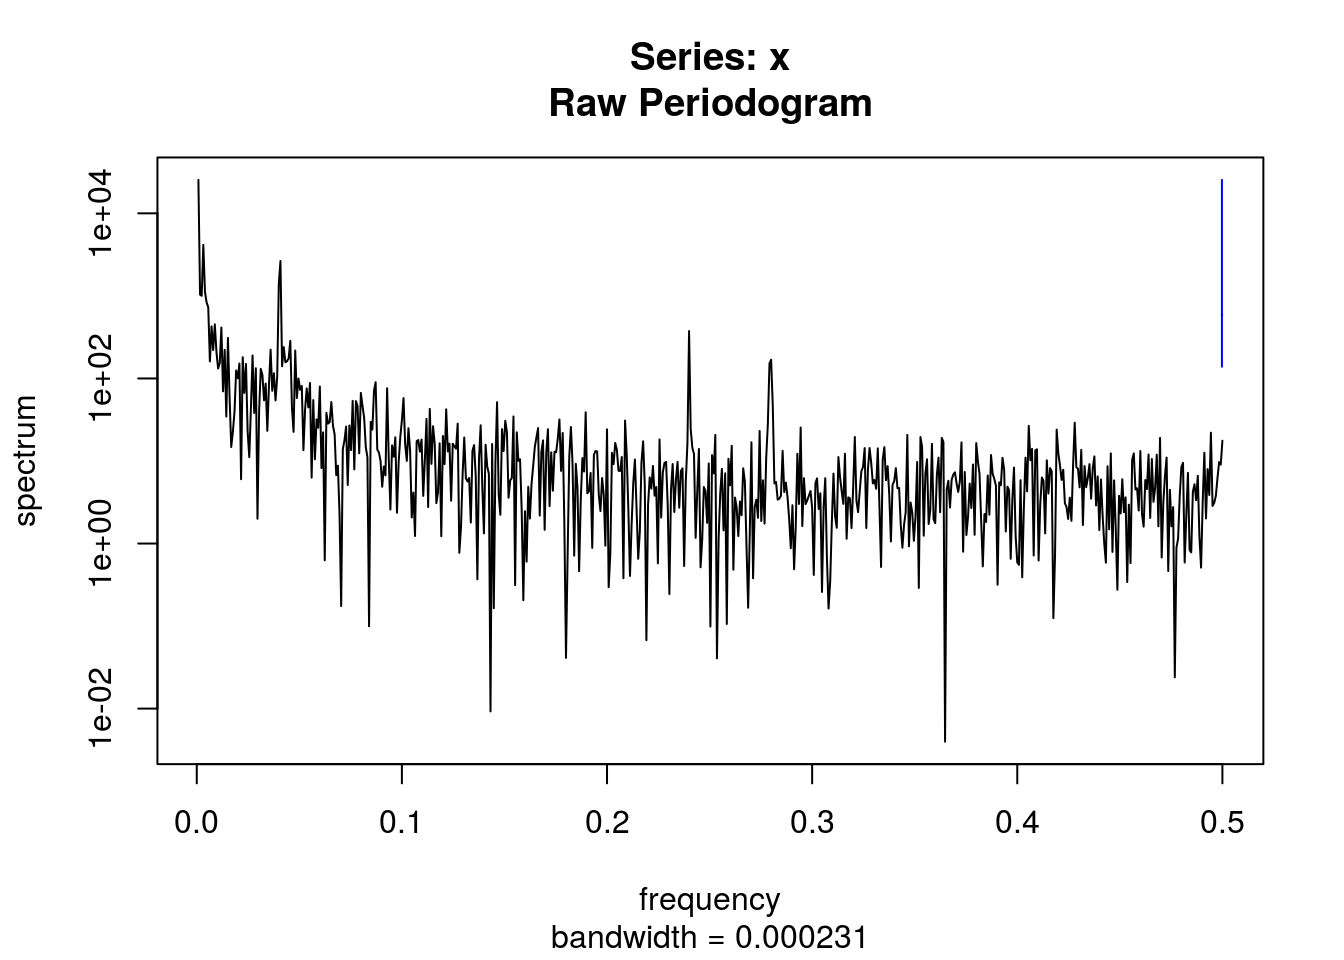 Series: x
Raw Periodogram
1e+04
1e+02
1e+00
1e-02
spectrum
0.0 0.1 0.2 0.3 0.4 0.5
frequency
bandwidth = 0.000231